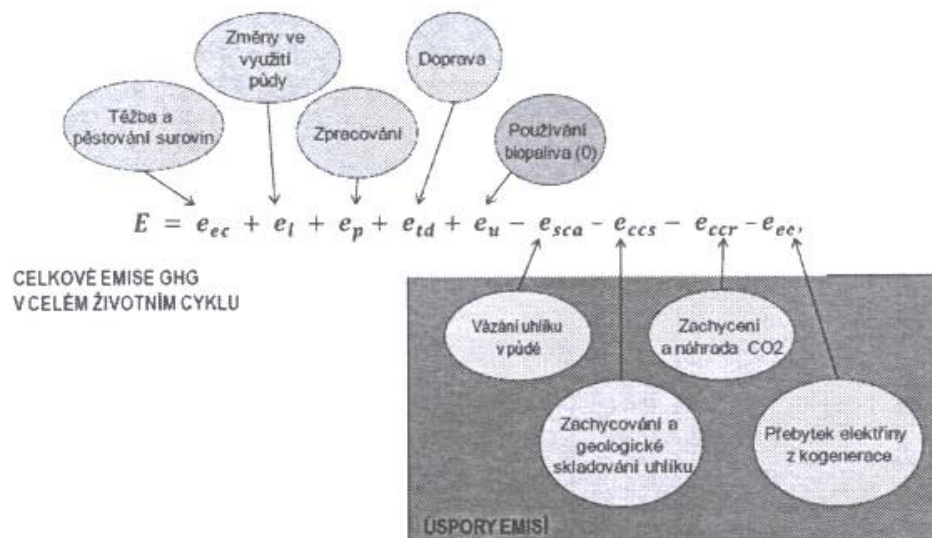 Změny ve
využití
půdy
Doprava
Těžba a
pěstování surovin
Zpracování
Používání
biopaliva (0)
E = e_ec + e_l + e_p + e_td + e_u − e_sca - e_ccs − e_ccr - e_ee,
CELKOVÉ EMISE GHG
V CELÉM ŽIVOTNÍM CYKLU
Vázání uhlíku
v půdě
Zachycení
a náhrada CO2
Zachycování a
geologické
skladování uhlíku
Přebytek elektřiny
z kogenerace
ÚSPORY EMISÍ